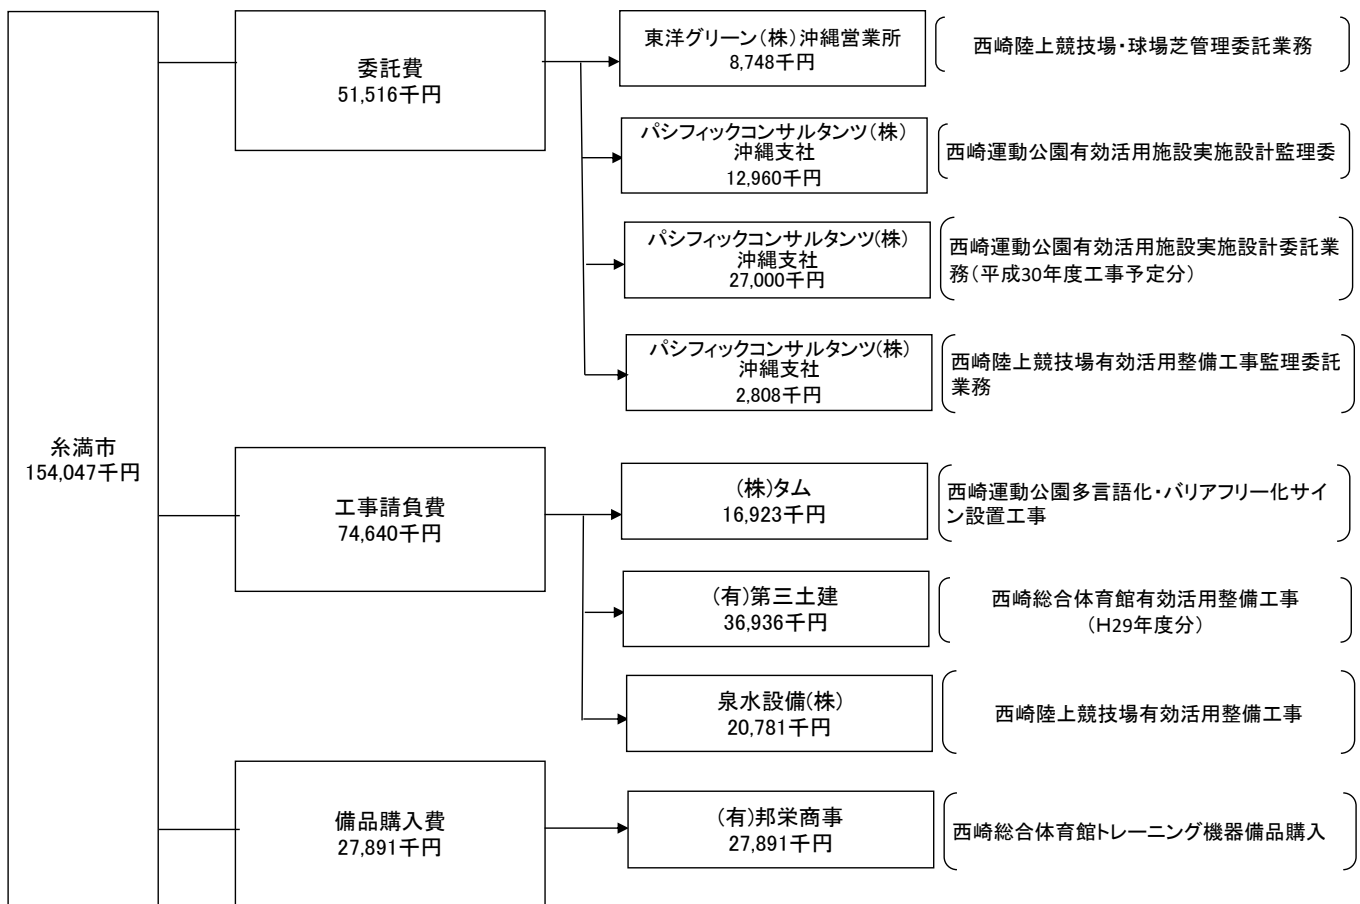 糸満市
154,047千円
委託費
51,516千円
東洋グリーン(株)沖縄営業所
8,748千円
西崎陸上競技場・球場芝管理委託業務
パシフィックコンサルタンツ(株)
沖縄支社
12,960千円
西崎運動公園有効活用施設実施設計監理委
パシフィックコンサルタンツ(株)
沖縄支社
27,000千円
西崎運動公園有効活用施設実施設計委託業
務(平成30年度工事予定分)
パシフィックコンサルタンツ(株)
沖縄支社
2,808千円
西崎陸上競技場有効活用整備工事監理委託
業務
工事請負費
74,640千円
(株)タム
16,923千円
西崎運動公園多言語化・バリアフリー化サイ
ン設置工事
(有)第三土建
36,936千円
西崎総合体育館有効活用整備工事
(H29年度分)
泉水設備(株)
20,781千円
西崎陸上競技場有効活用整備工事
備品購入費
27,891千円
(有)邦栄商事
27,891千円
西崎総合体育館トレーニング機器備品購入